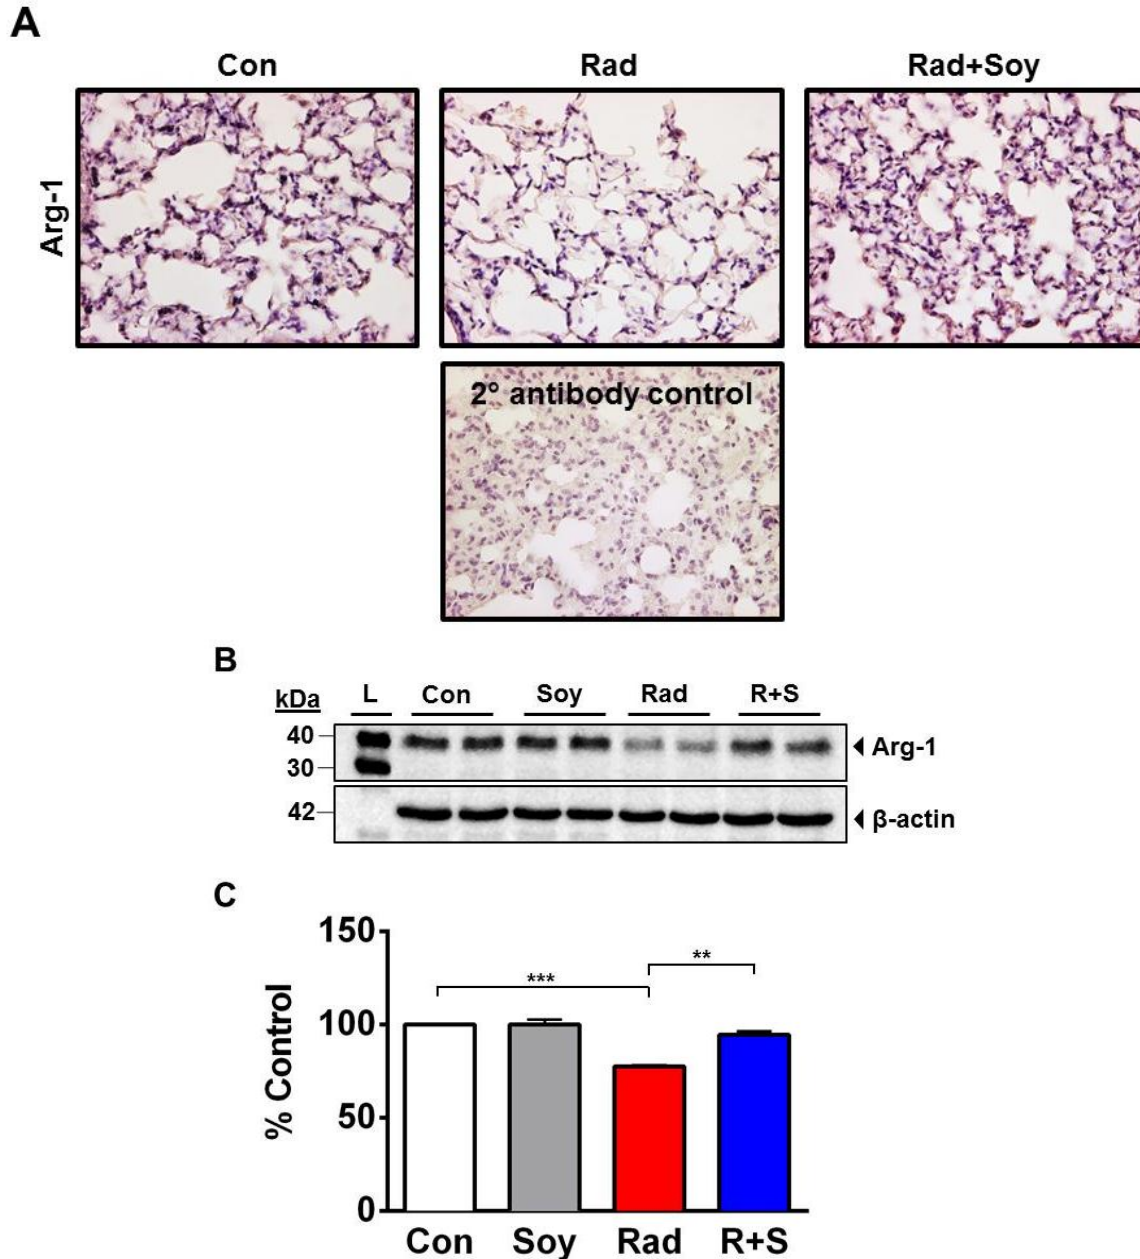 A
Con Rad Rad+Soy
Arg-1
2° antibody control
B
kDa L Con Soy Rad R+S
40
30
Arg-1
42
β-actin
C
150
100
50
0
% Control
***
**
Con Soy Rad R+S